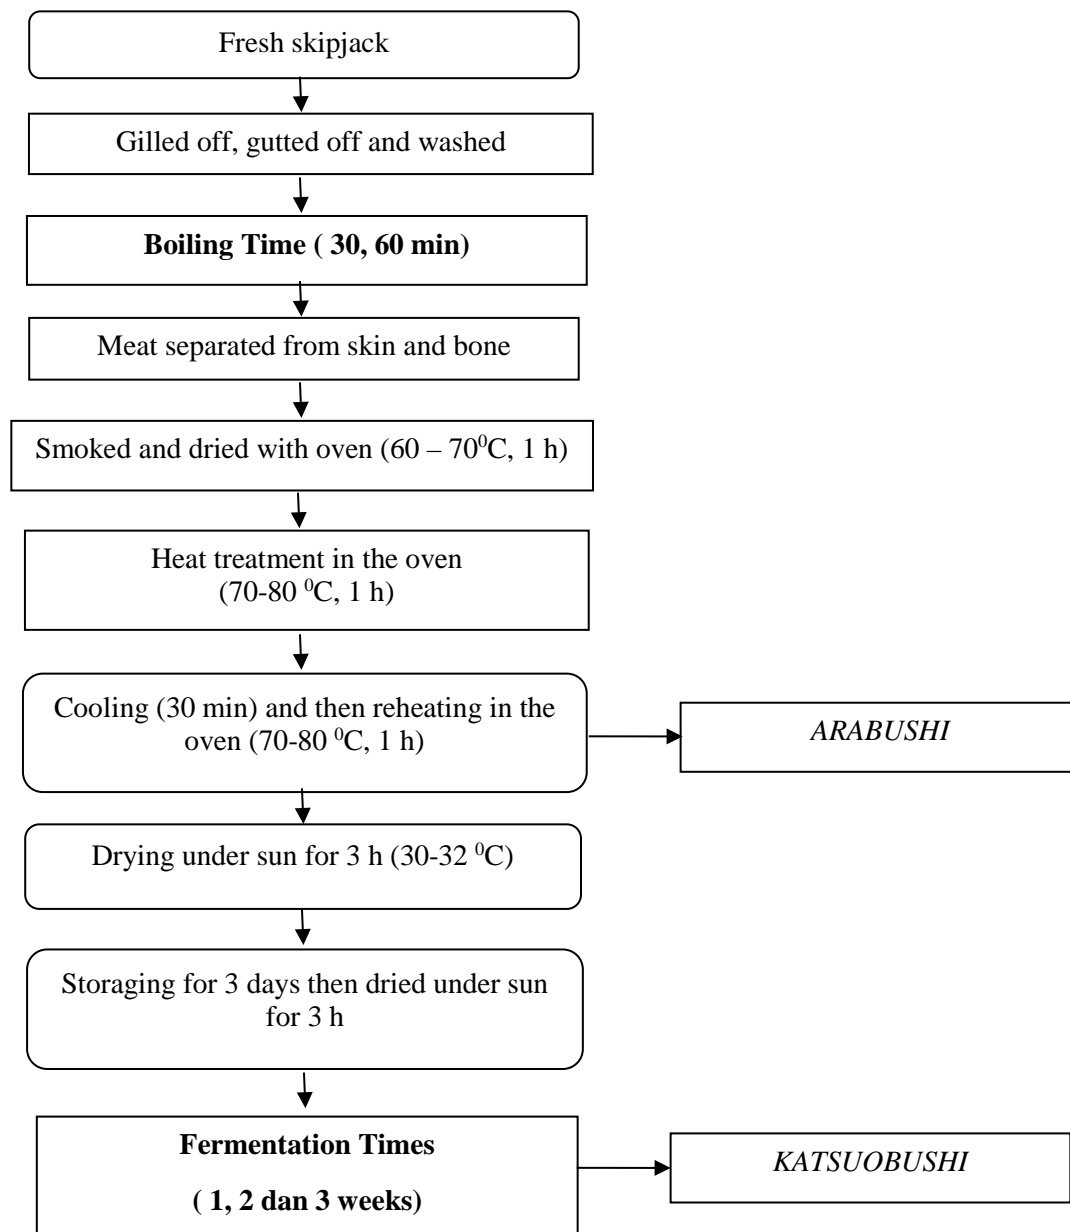 Fresh skipjack
Gilled off, gutted off and washed
Boiling Time ( 30, 60 min)
Meat separated from skin and bone
Smoked and dried with oven (60 – 70⁰C, 1 h)
Heat treatment in the oven
(70-80 ⁰C, 1 h)
Cooling (30 min) and then reheating in the
oven (70-80 ⁰C, 1 h)
ARABUSHI
Drying under sun for 3 h (30-32 ⁰C)
Storaging for 3 days then dried under sun
for 3 h
Fermentation Times
( 1, 2 dan 3 weeks)
KATSUOBUSHI